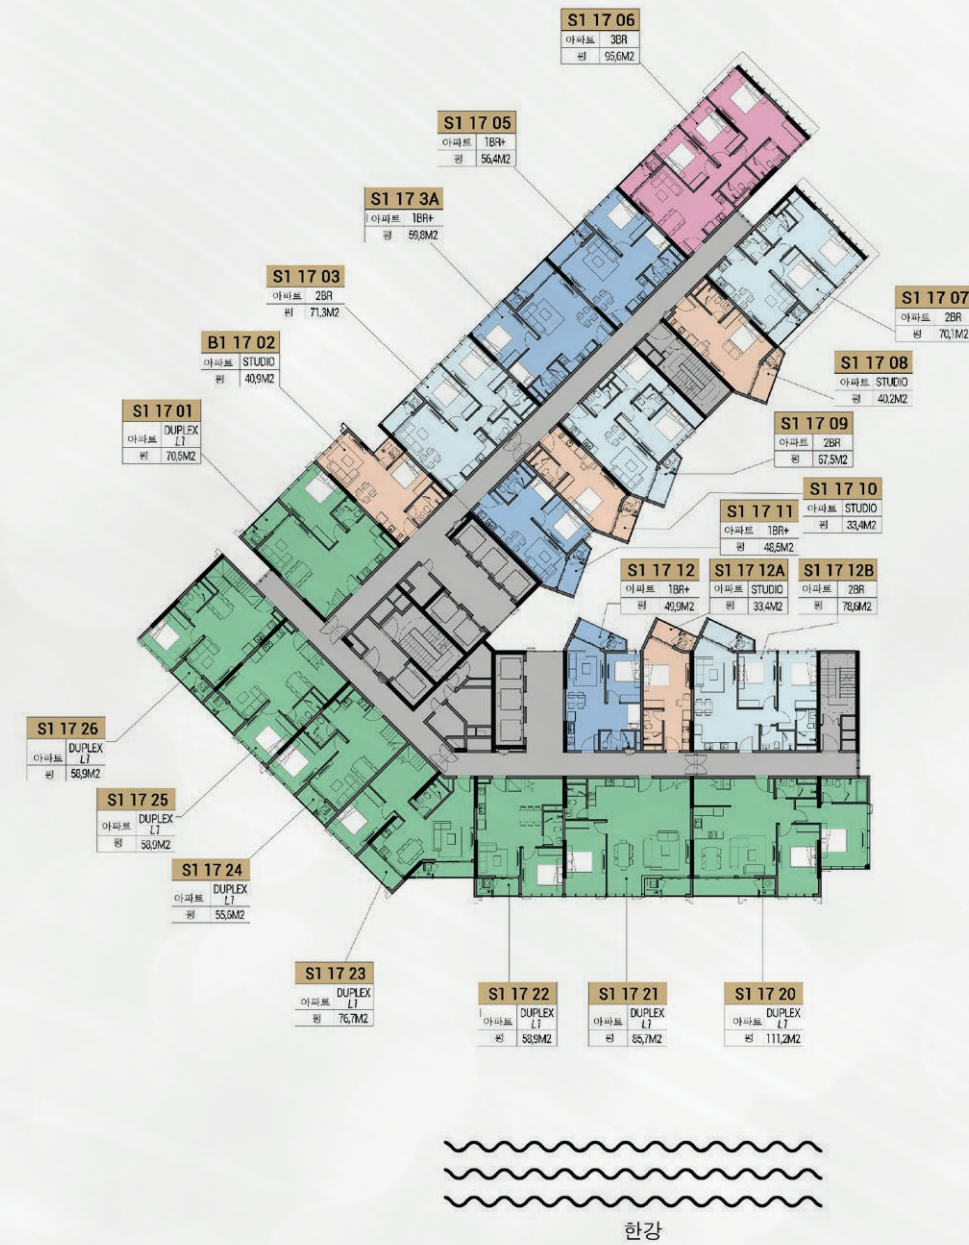 S1 17 06
아파트 3BR
평 95,6M2
S1 17 05
아파트 1BR+
평 56,4M2
S1 17 3A
아파트 1BR+
평 59,8M2
S1 17 03
아파트 2BR
평 71,3M2
B1 17 02
아파트 STUDIO
평 40,9M2
S1 17 01
아파트 DUPLEX L1
평 70,5M2
S1 17 07
아파트 2BR
평 70,1M2
S1 17 08
아파트 STUDIO
평 40,2M2
S1 17 09
아파트 2BR
평 67,5M2
S1 17 10
아파트 STUDIO
평 33,4M2
S1 17 11
아파트 1BR+
평 48,5M2
S1 17 12
아파트 1BR+
평 49,9M2
S1 17 12A
아파트 STUDIO
평 33,4M2
S1 17 12B
아파트 2BR
평 78,6M2
S1 17 26
아파트 DUPLEX L1
평 58,9M2
S1 17 25
아파트 DUPLEX L1
평 58,9M2
S1 17 24
아파트 DUPLEX L1
평 55,6M2
S1 17 23
아파트 DUPLEX L1
평 76,7M2
S1 17 22
아파트 DUPLEX L1
평 58,9M2
S1 17 21
아파트 DUPLEX L1
평 85,7M2
S1 17 20
아파트 DUPLEX L1
평 111,2M2
한강